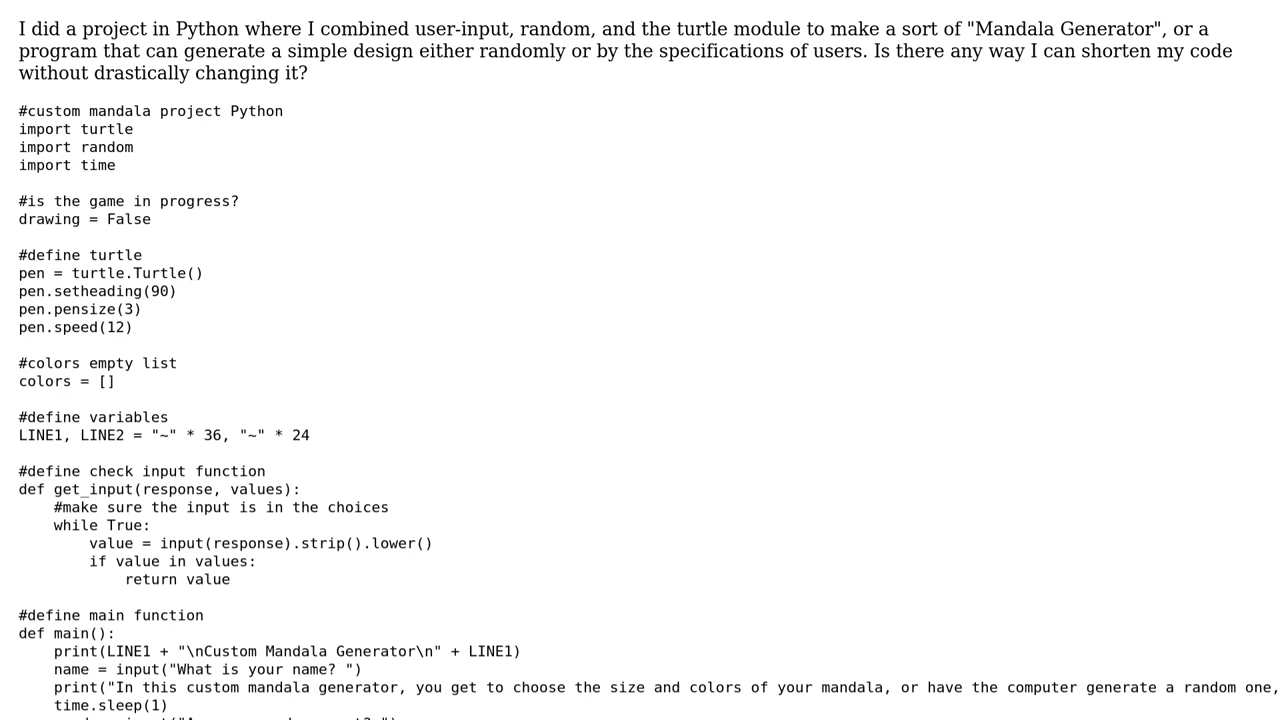 I did a project in Python where I combined user-input, random, and the turtle module to make a sort of "Mandala Generator", or a
program that can generate a simple design either randomly or by the specifications of users. Is there any way I can shorten my code
without drastically changing it?
#custom mandala project Python
import turtle
import random
import time
#is the game in progress?
drawing = False
#define turtle
pen = turtle.Turtle()
pen.setheading(90)
pen.pensize(3)
pen.speed(12)
#colors empty list
colors = []
#define variables
LINE1, LINE2 = "~" * 36, "~" * 24
#define check input function
def get_input(response, values):
    #make sure the input is in the choices
    while True:
        value = input(response).strip().lower()
        if value in values:
            return value
#define main function
def main():
    print(LINE1 + "\nCustom Mandala Generator\n" + LINE1)
    name = input("What is your name? ")
    print("In this custom mandala generator, you get to choose the size and colors of your mandala, or have the computer generate a random one,
    time.sleep(1)